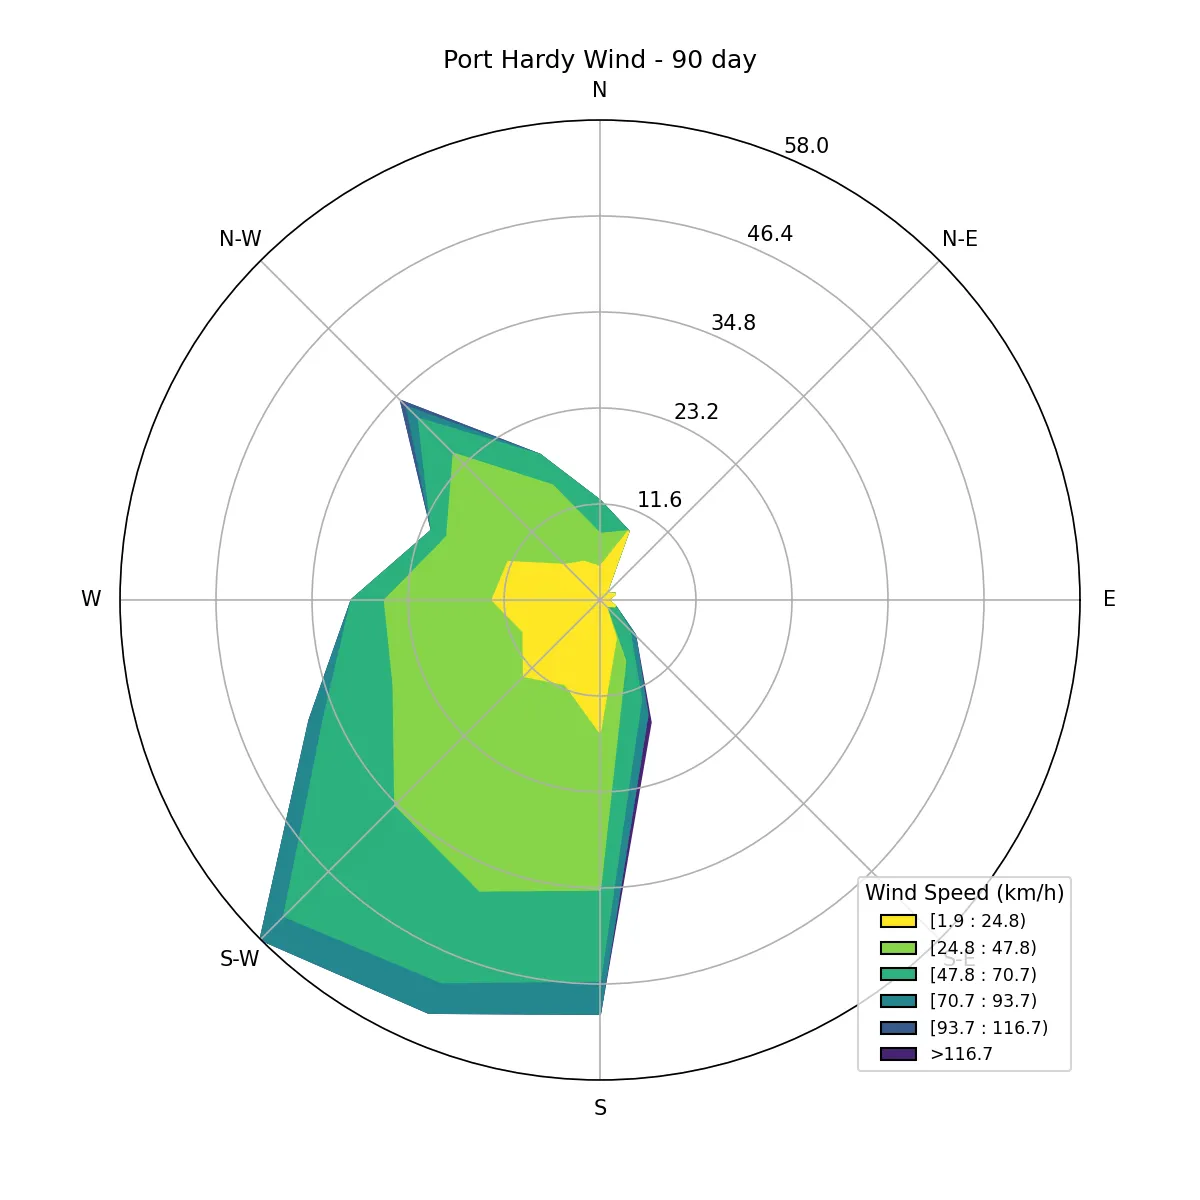 Port Hardy Wind - 90 day
N
58.0
N-W
46.4
N-E
34.8
23.2
11.6
W
E
Wind Speed (km/h)
[1.9 : 24.8)
[24.8 : 47.8)
S-W
S-E
[47.8 : 70.7)
[70.7 : 93.7)
[93.7 : 116.7)
>116.7
S